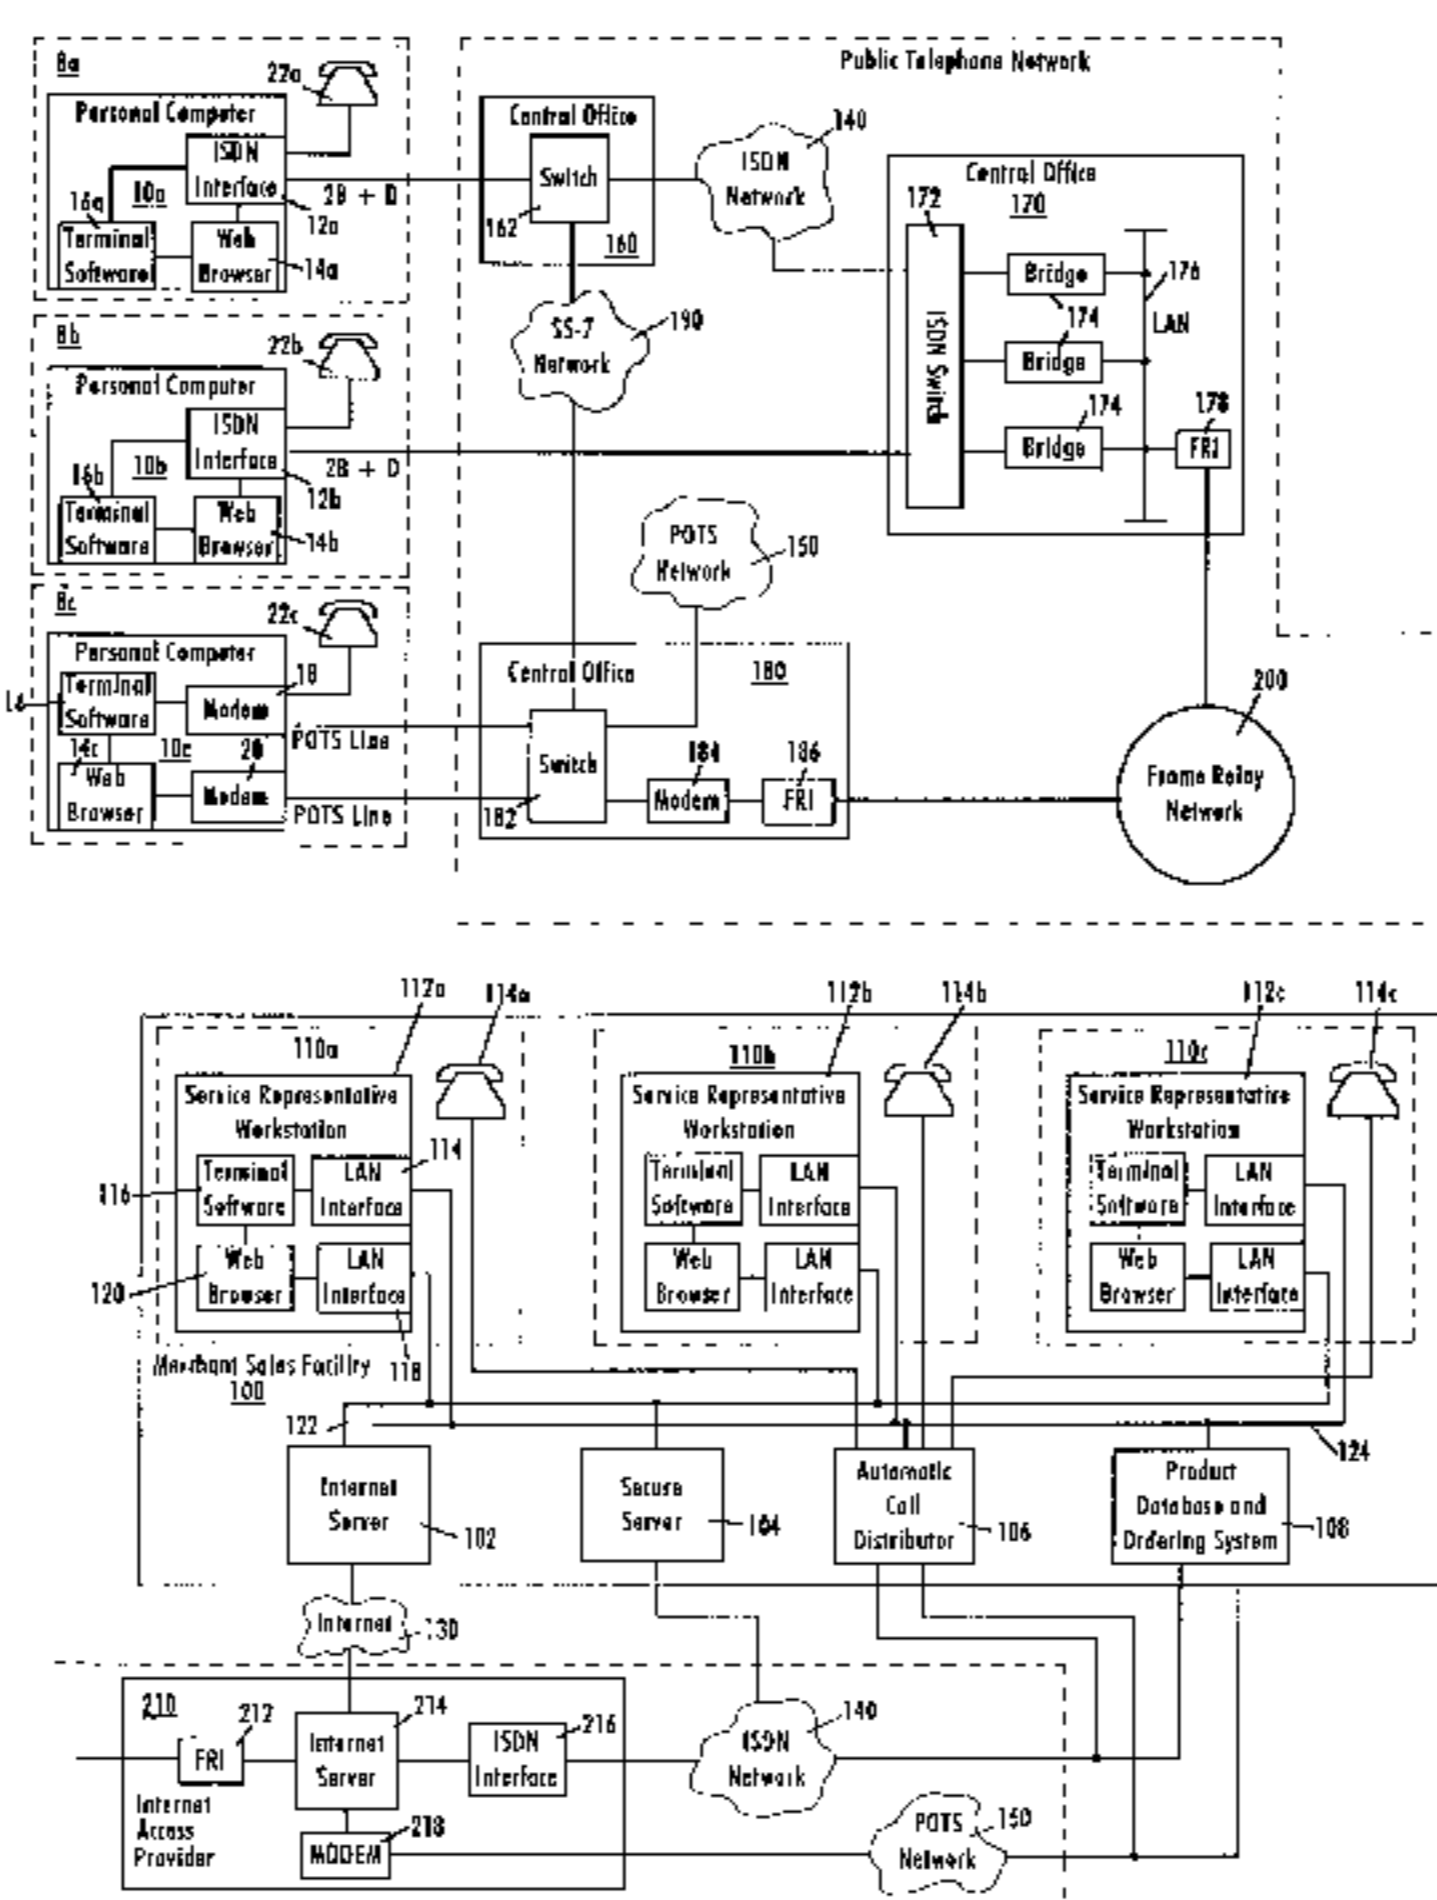 8a
22a
Personal Computer
ISDN
Interface
10a
16a
2B + D
12a
Terminal
Software
Web
Browser
14a
8b
22b
Personal Computer
ISDN
Interface
10b
16b
2B + D
12b
Terminal
Software
Web
Browser
14b
8c
22c
Personal Computer
18
Terminal
Software
Modem
16
POTS Line
14c
10c
20
Web
Browser
Modem
POTS Line
Public Telephone Network
Central Office
Switch
162
160
140
ISDN
Network
Central Office
170
172
ISDN Switch
Bridge
174
176
LAN
Bridge
174
Bridge
178
FRI
SS-7
Network
190
POTS
Network
150
Central Office
180
Switch
182
184
Modem
186
FRI
200
Frame Relay
Network
112a
114a
112b
114b
112c
114c
110a
Service Representative
Workstation
114
Terminal
Software
LAN
Interface
116
Web
Browser
LAN
Interface
120
118
110b
Service Representative
Workstation
Terminal
Software
LAN
Interface
Web
Browser
LAN
Interface
110c
Service Representative
Workstation
Terminal
Software
LAN
Interface
Web
Browser
LAN
Interface
Merchant Sales Facility
100
122
124
Internet
Server
102
Secure
Server
104
Automatic
Call
Distributor
106
Product
Database and
Ordering System
108
Internet
130
210
212
214
216
FRI
Internet
Server
ISDN
Interface
Internet
Access
Provider
218
MODEM
140
ISDN
Network
POTS
Network
150